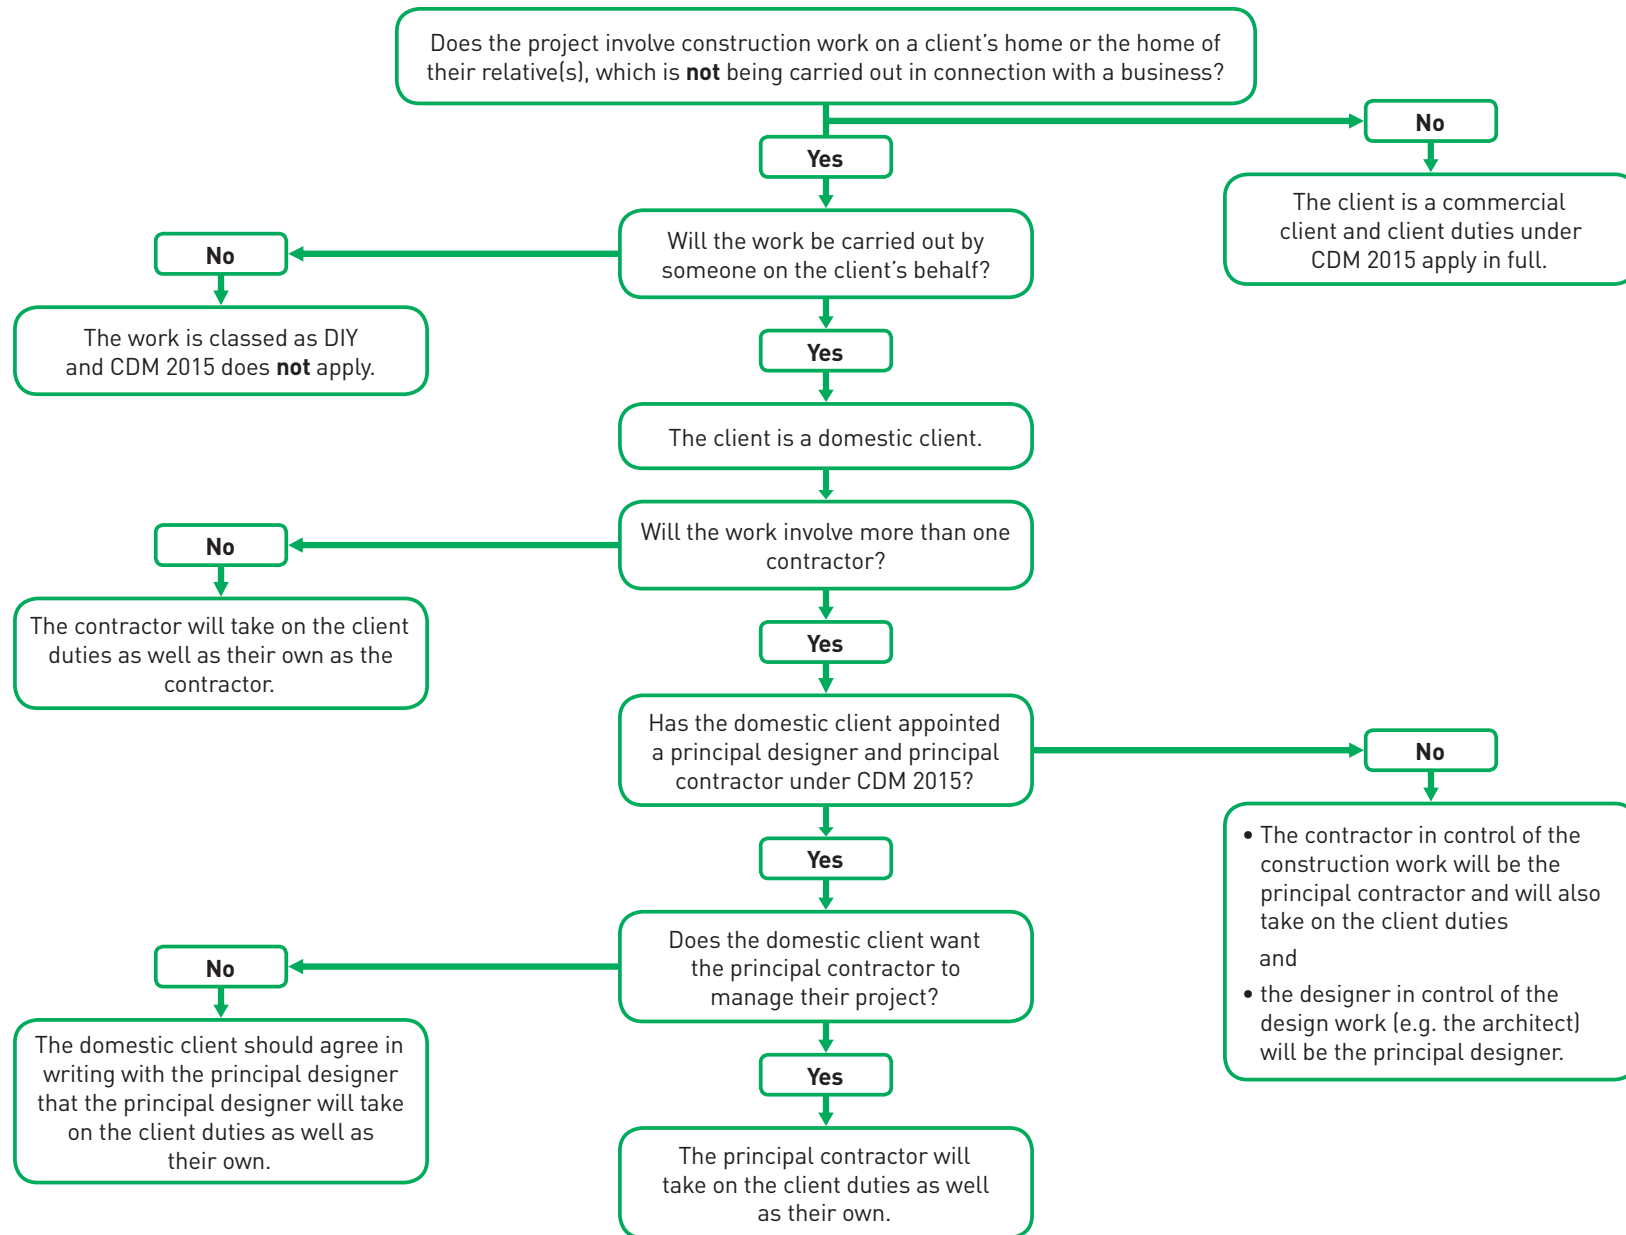 Does the project involve construction work on a client's home or the home of
their relative(s), which is not being carried out in connection with a business?
No
The client is a commercial
client and client duties under
CDM 2015 apply in full.
Yes
Will the work be carried out by
someone on the client's behalf?
No
The work is classed as DIY
and CDM 2015 does not apply.
Yes
The client is a domestic client.
Will the work involve more than one
contractor?
No
The contractor will take on the client
duties as well as their own as the
contractor.
Yes
Has the domestic client appointed
a principal designer and principal
contractor under CDM 2015?
No
• The contractor in control of the
construction work will be the
principal contractor and will also
take on the client duties
and
• the designer in control of the
design work (e.g. the architect)
will be the principal designer.
Yes
Does the domestic client want
the principal contractor to
manage their project?
No
The domestic client should agree in
writing with the principal designer
that the principal designer will take
on the client duties as well as
their own.
Yes
The principal contractor will
take on the client duties as well
as their own.